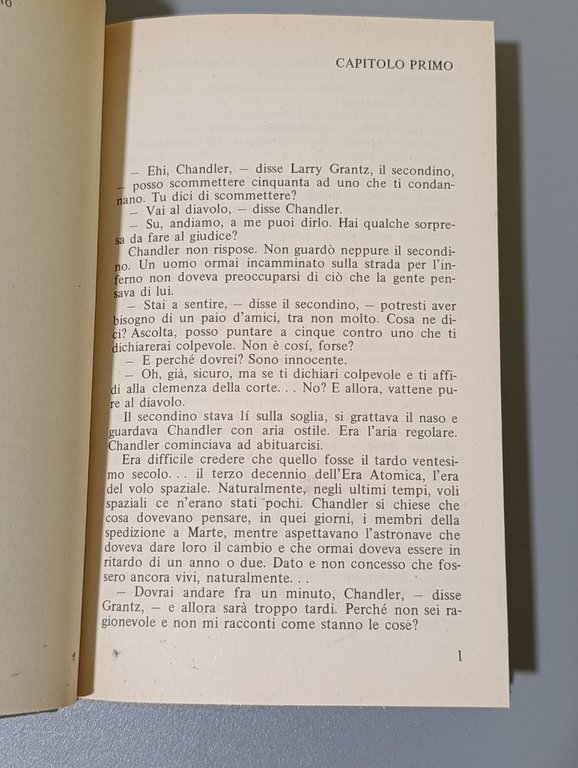 CAPITOLO PRIMO
— Ehi, Chandler, — disse Larry Grantz, il secondino,
— posso scommettere cinquanta ad uno che ti condan-
nano. Tu dici di scommettere?
— Vai al diavolo, — disse Chandler.
— Su, andiamo, a me puoi dirlo. Hai qualche sorpre-
sa da fare al giudice?
Chandler non rispose. Non guardò neppure il secondi-
no. Un uomo ormai incamminato sulla strada per l'in-
ferno non doveva preoccuparsi di ciò che la gente pen-
sava di lui.
— Stai a sentire, — disse il secondino, — potresti aver
bisogno di un paio d'amici, tra non molto. Cosa ne di-
ci? Ascolta, posso puntare a cinque contro uno che ti
dichiarerai colpevole. Non è cosí, forse?
— E perché dovrei? Sono innocente.
— Oh, già, sicuro, ma se ti dichiari colpevole e ti affi-
di alla clemenza della corte. . . No? E allora, vattene pu-
re al diavolo.
Il secondino stava lí sulla soglia, si grattava il naso e
guardava Chandler con aria ostile. Era l'aria regolare.
Chandler cominciava ad abituarcisi.
Era difficile credere che quello fosse il tardo ventesi-
mo secolo. . . il terzo decennio dell'Era Atomica, l'era
del volo spaziale. Naturalmente, negli ultimi tempi, voli
spaziali ce n'erano stati pochi. Chandler si chiese che
cosa dovevano pensare, in quei giorni, i membri della
spedizione a Marte, mentre aspettavano l'astronave che
doveva dare loro il cambio e che ormai doveva essere in
ritardo di un anno o due. Dato e non concesso che fos-
sero ancora vivi, naturalmente. . .
— Dovrai andare fra un minuto, Chandler, — disse
Grantz, — e allora sarà troppo tardi. Perché non sei ra-
gionevole e non mi racconti come stanno le cose?
1